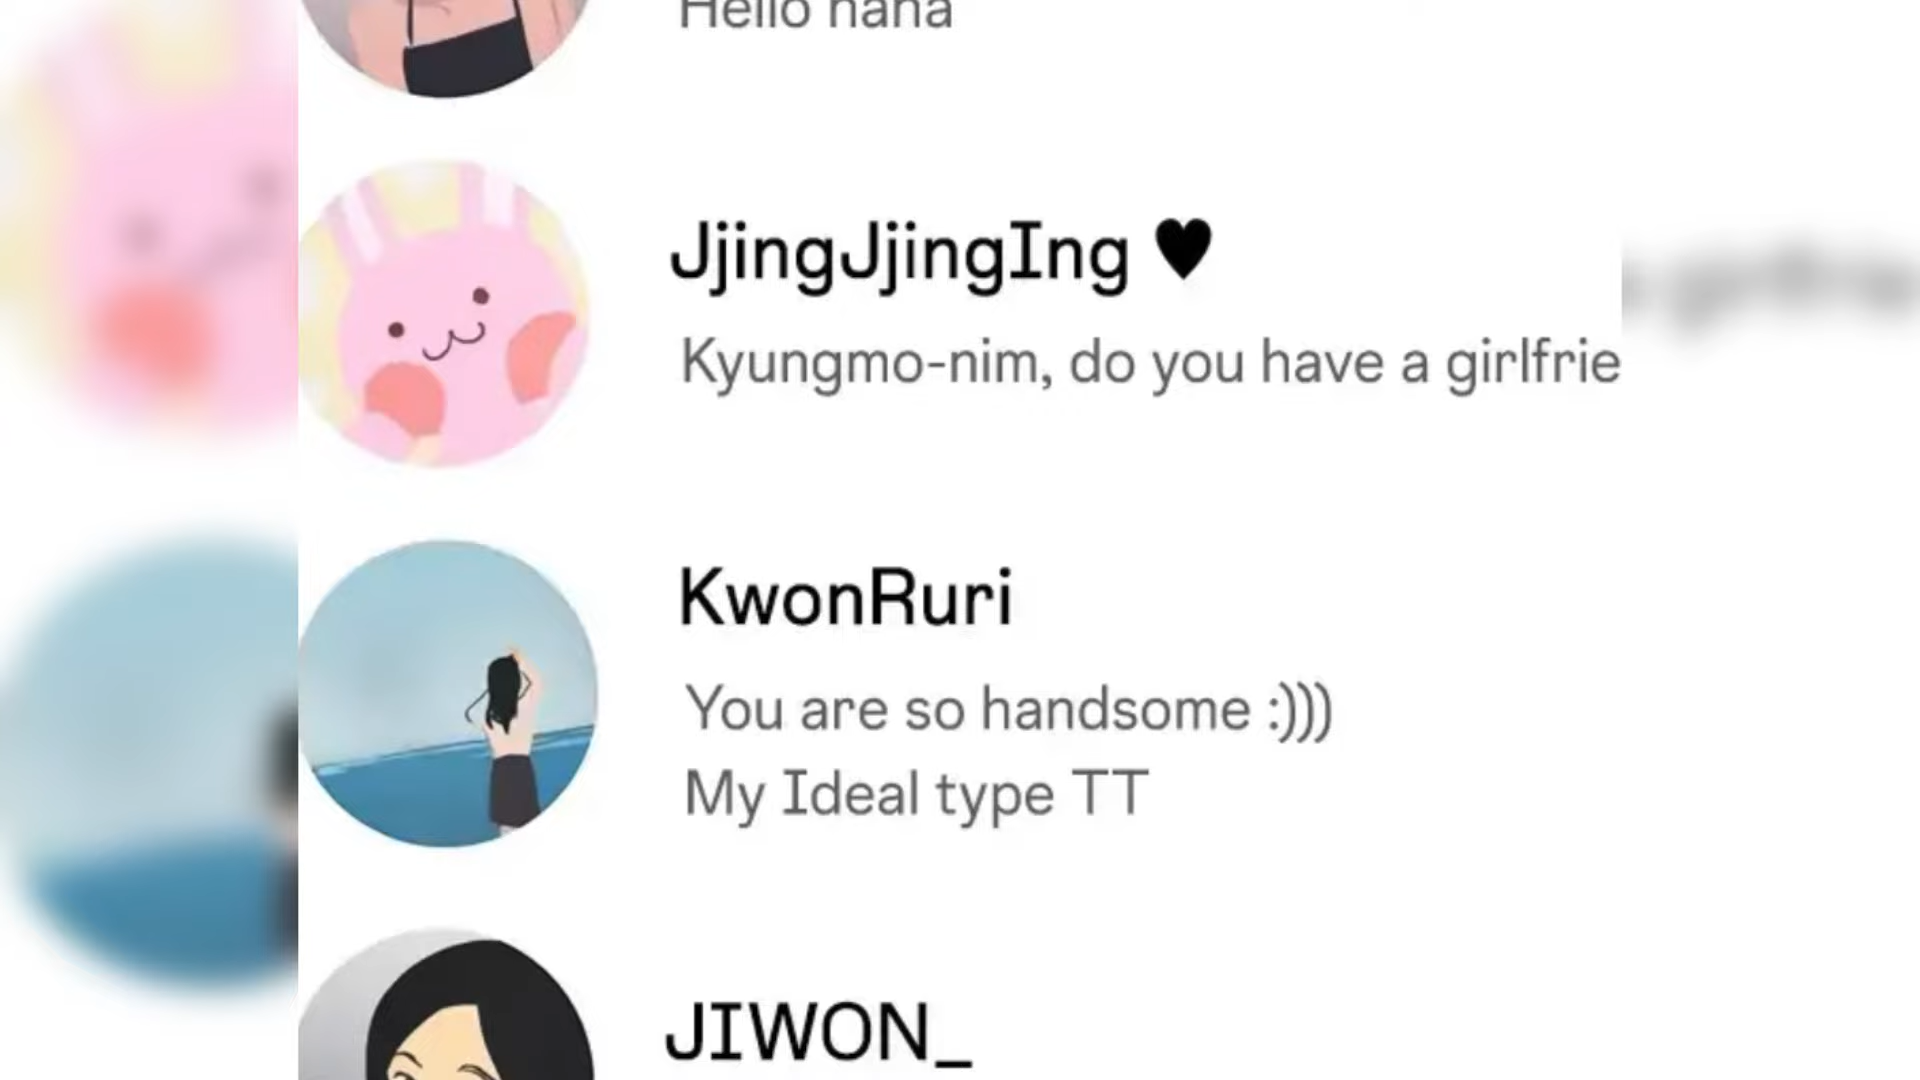 Hello haha
JjingJjingIng ♥
Kyungmo-nim, do you have a girlfrie
KwonRuri
You are so handsome :)))
My Ideal type TT
JIWON_